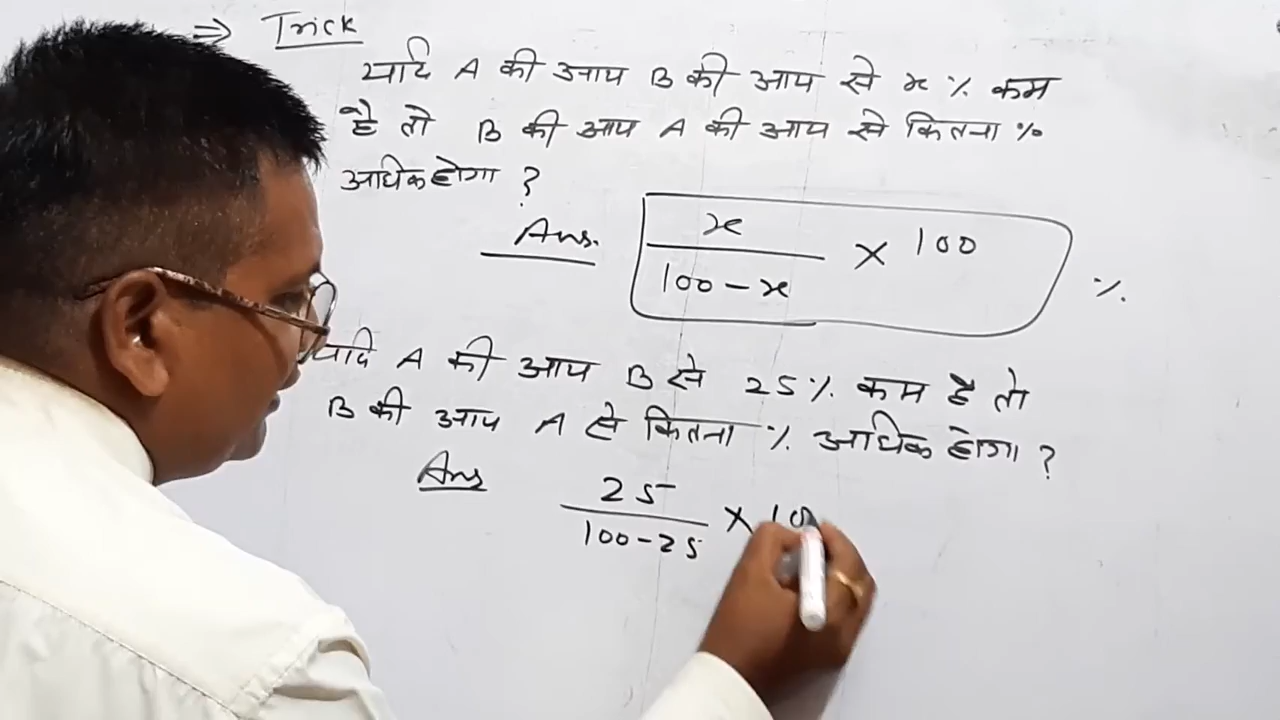 ⇒ Trick
यदि A की आय B की आय से x % कम
है तो B की आय A की आय से कितना %
अधिक होगा ?
Ans. x / 100 - x × 100 %
यदि A की आय B से 25% कम है तो
B की आय A से कितना % अधिक होगा ?
Ans 25 / 100-25 × 10